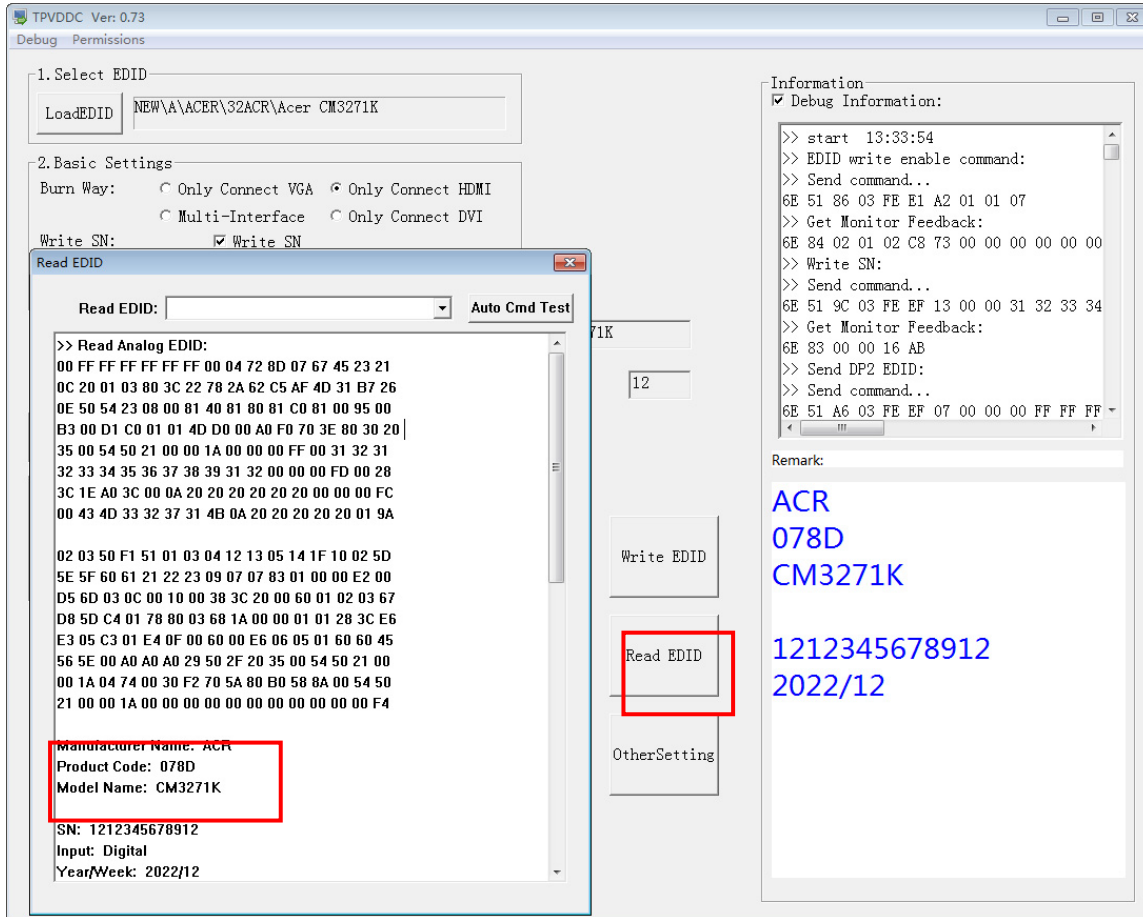 TPVDDC Ver: 0.73
Debug Permissions
1.Select EDID
LoadEDID
NEW\A\ACER\32ACR\Acer CM3271K
2.Basic Settings
Burn Way: Only Connect VGA Only Connect HDMI
Multi-Interface Only Connect DVI
Write SN: Write SN
71K
12
Write EDID
Read EDID
OtherSetting
Read EDID
Read EDID: Auto Cmd Test
>> Read Analog EDID:
00 FF FF FF FF FF FF 00 04 72 8D 07 67 45 23 21
0C 20 01 03 80 3C 22 78 2A 62 C5 AF 4D 31 B7 26
0E 50 54 23 08 00 81 40 81 80 81 C0 81 00 95 00
B3 00 D1 C0 01 01 4D D0 00 A0 F0 70 3E 80 30 20
35 00 54 50 21 00 00 1A 00 00 00 FF 00 31 32 31
32 33 34 35 36 37 38 39 31 32 00 00 00 FD 00 28
3C 1E A0 3C 00 0A 20 20 20 20 20 20 00 00 00 FC
00 43 4D 33 32 37 31 4B 0A 20 20 20 20 20 01 9A
02 03 50 F1 51 01 03 04 12 13 05 14 1F 10 02 5D
5E 5F 60 61 21 22 23 09 07 07 83 01 00 00 E2 00
D5 6D 03 0C 00 10 00 38 3C 20 00 60 01 02 03 67
D8 5D C4 01 78 80 03 68 1A 00 00 01 01 28 3C E6
E3 05 C3 01 E4 0F 00 60 00 E6 06 05 01 60 60 45
56 5E 00 A0 A0 A0 29 50 2F 20 35 00 54 50 21 00
00 1A 04 74 00 30 F2 70 5A 80 B0 58 8A 00 54 50
21 00 00 1A 00 00 00 00 00 00 00 00 00 00 00 F4
Manufacturer Name: ACR
Product Code: 078D
Model Name: CM3271K
SN: 1212345678912
Input: Digital
Year/Week: 2022/12
Information
Debug Information:
>> start 13:33:54
>> EDID write enable command:
>> Send command...
6E 51 86 03 FE E1 A2 01 01 07
>> Get Monitor Feedback:
6E 84 02 01 02 C8 73 00 00 00 00 00 00
>> Write SN:
>> Send command...
6E 51 9C 03 FE EF 13 00 00 31 32 33 34
>> Get Monitor Feedback:
6E 83 00 00 16 AB
>> Send DP2 EDID:
>> Send command...
6E 51 A6 03 FE EF 07 00 00 00 FF FF FF
Remark:
ACR
078D
CM3271K
1212345678912
2022/12